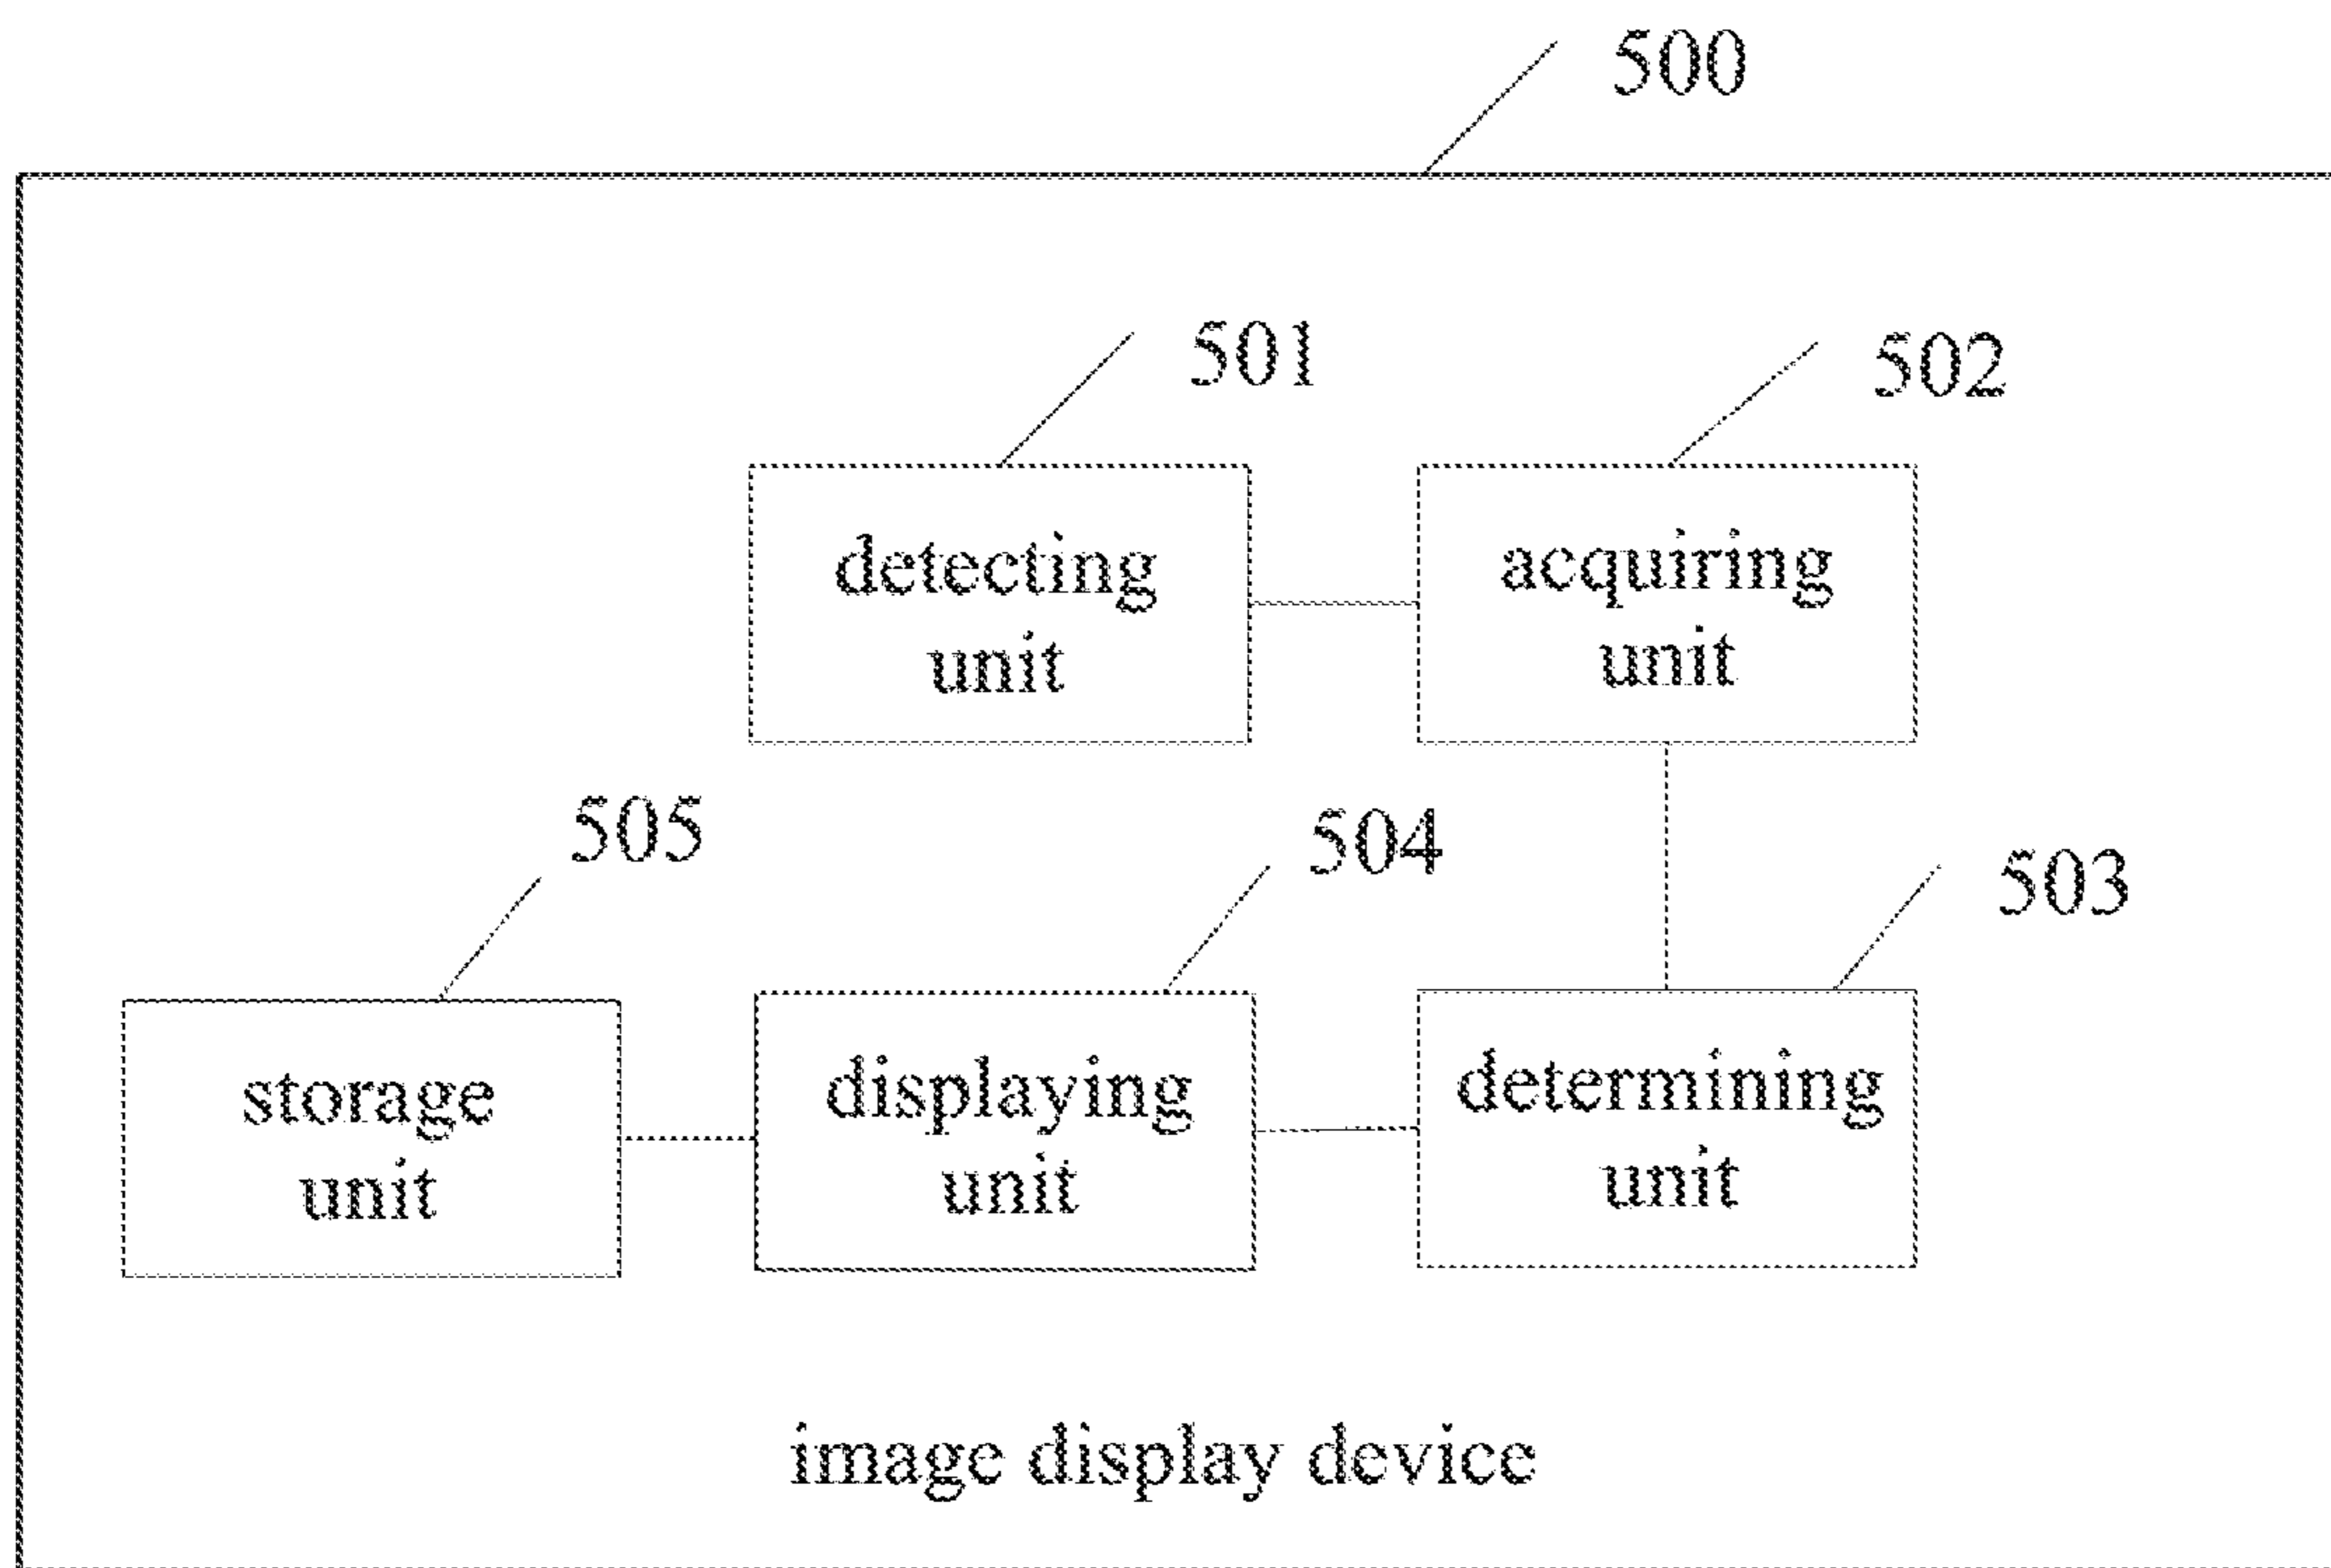 500
501
502
detecting
unit
acquiring
unit
505
504
503
storage
unit
displaying
unit
determining
unit
image display device